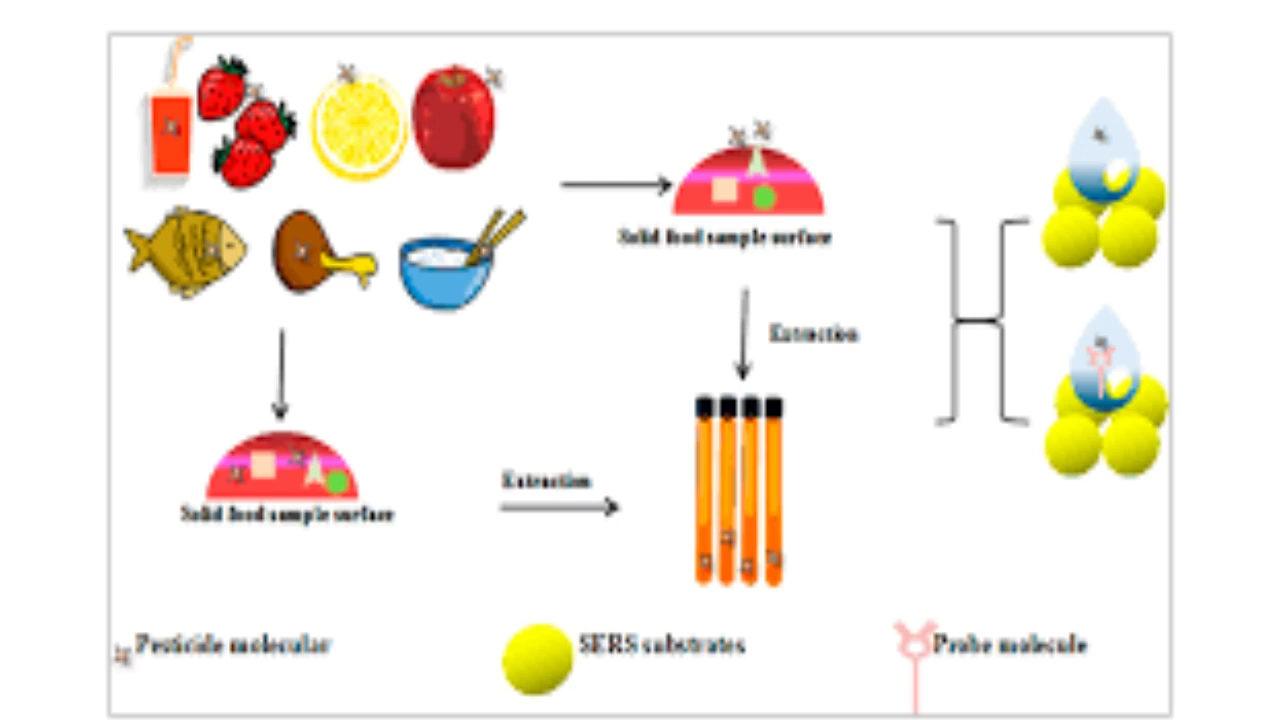 Solid food sample surface
Extraction
Extraction
Solid food sample surface
Pesticide molecular
SERS substrates
Probe molecule